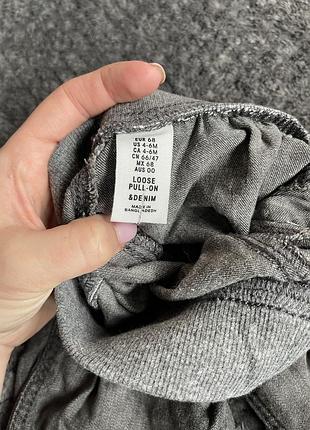 EUR 68
US 4-6M
CA 4-6M
CN 66/47
MX 68
AUS 00
LOOSE
PULL-ON
&DENIM
MADE IN
BANGLADESH